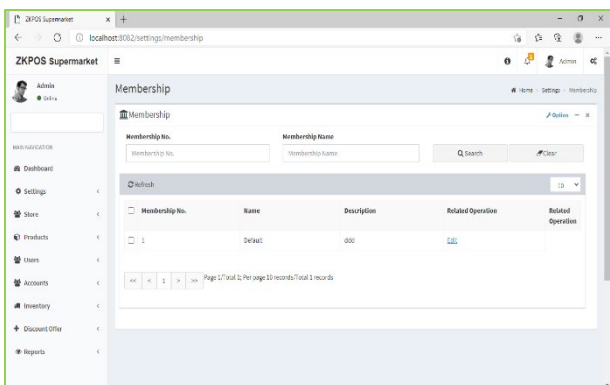 ZKPOS Supermarket
localhost:8082/settings/membership
ZKPOS Supermarket
Admin
Admin
Online
Membership
Home
Settings
Membership
MAIN NAVIGATION
Dashboard
Settings
Store
Products
Users
Accounts
Inventory
Discount Offer
Reports
Membership
Option
Membership No.
Membership Name
Membership No.
Membership Name
Search
Clear
Refresh
10
Membership No. Name Description Related Operation Related Operation
1 Default ddd Edit
<< < 1 > >> Page 1/Total 1; Per page 10 records/Total 1 records